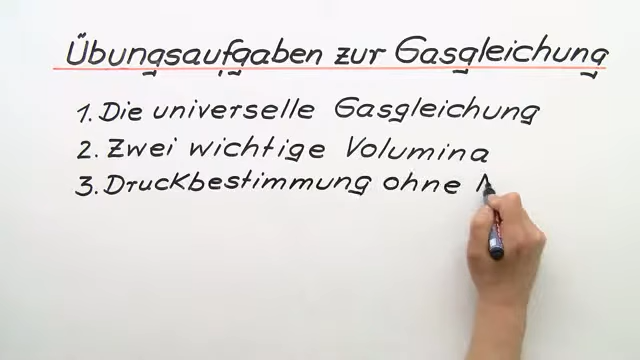 Übungsaufgaben zur Gasgleichung
1. Die universelle Gasgleichung
2. Zwei wichtige Volumina
3. Druckbestimmung ohne